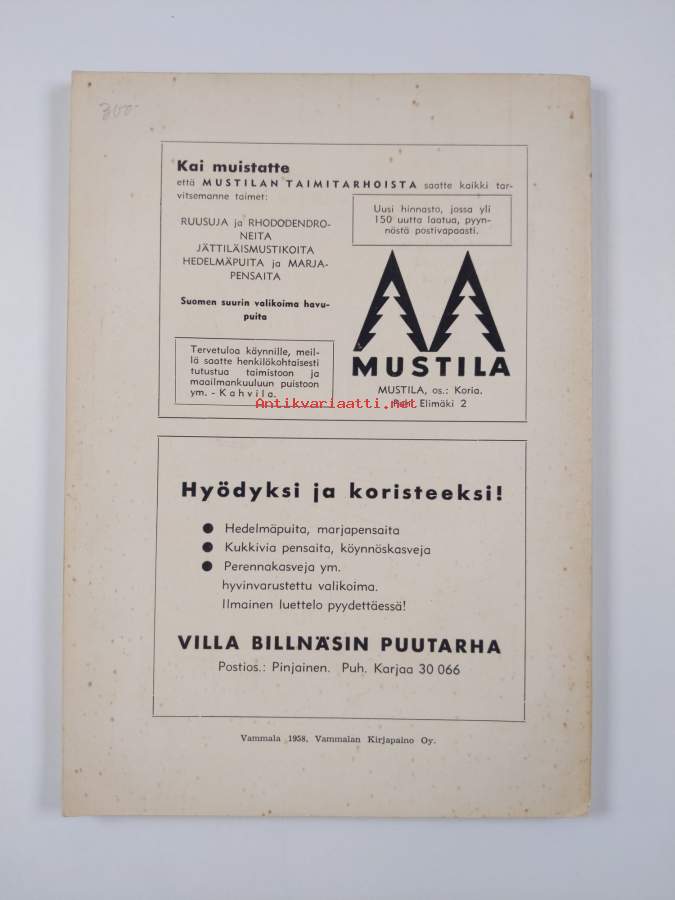 300
Kai muistatte
että MUSTILAN TAIMITARHOISTA saatte kaikki tar-
vitsemanne taimet:
RUUSUJA ja RHODODENDRO-
NEITA
JÄTTILÄISMUSTIKOITA
HEDELMÄPUITA ja MARJA-
PENSAITA
Suomen suurin valikoima havu-
puita
Tervetuloa käynnille, meil-
lä saatte henkilökohtaisesti
tutustua taimistoon ja
maailmankuuluun puistoon
ym. - Kahvila.
Uusi hinnasto, jossa yli
150 uutta laatua, pyyn-
nöstä postivapaasti.
MUSTILA
MUSTILA, os.: Koria.
Puh. Elimäki 2
Antikvariaatti.net
Hyödyksi ja koristeeksi!
● Hedelmäpuita, marjapensaita
● Kukkivia pensaita, köynnöskasveja
● Perennakasveja ym.
hyvinvarustettu valikoima.
Ilmainen luettelo pyydettäessä!
VILLA BILLNÄSIN PUUTARHA
Postios.: Pinjainen. Puh. Karjaa 30 066
Vammala 1958, Vammalan Kirjapaino Oy.